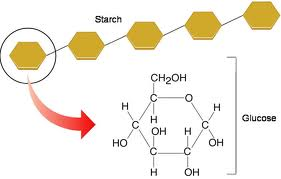 Starch
CH₂OH
C O
H H H
C C
HO OH H OH
C C
H OH
Glucose